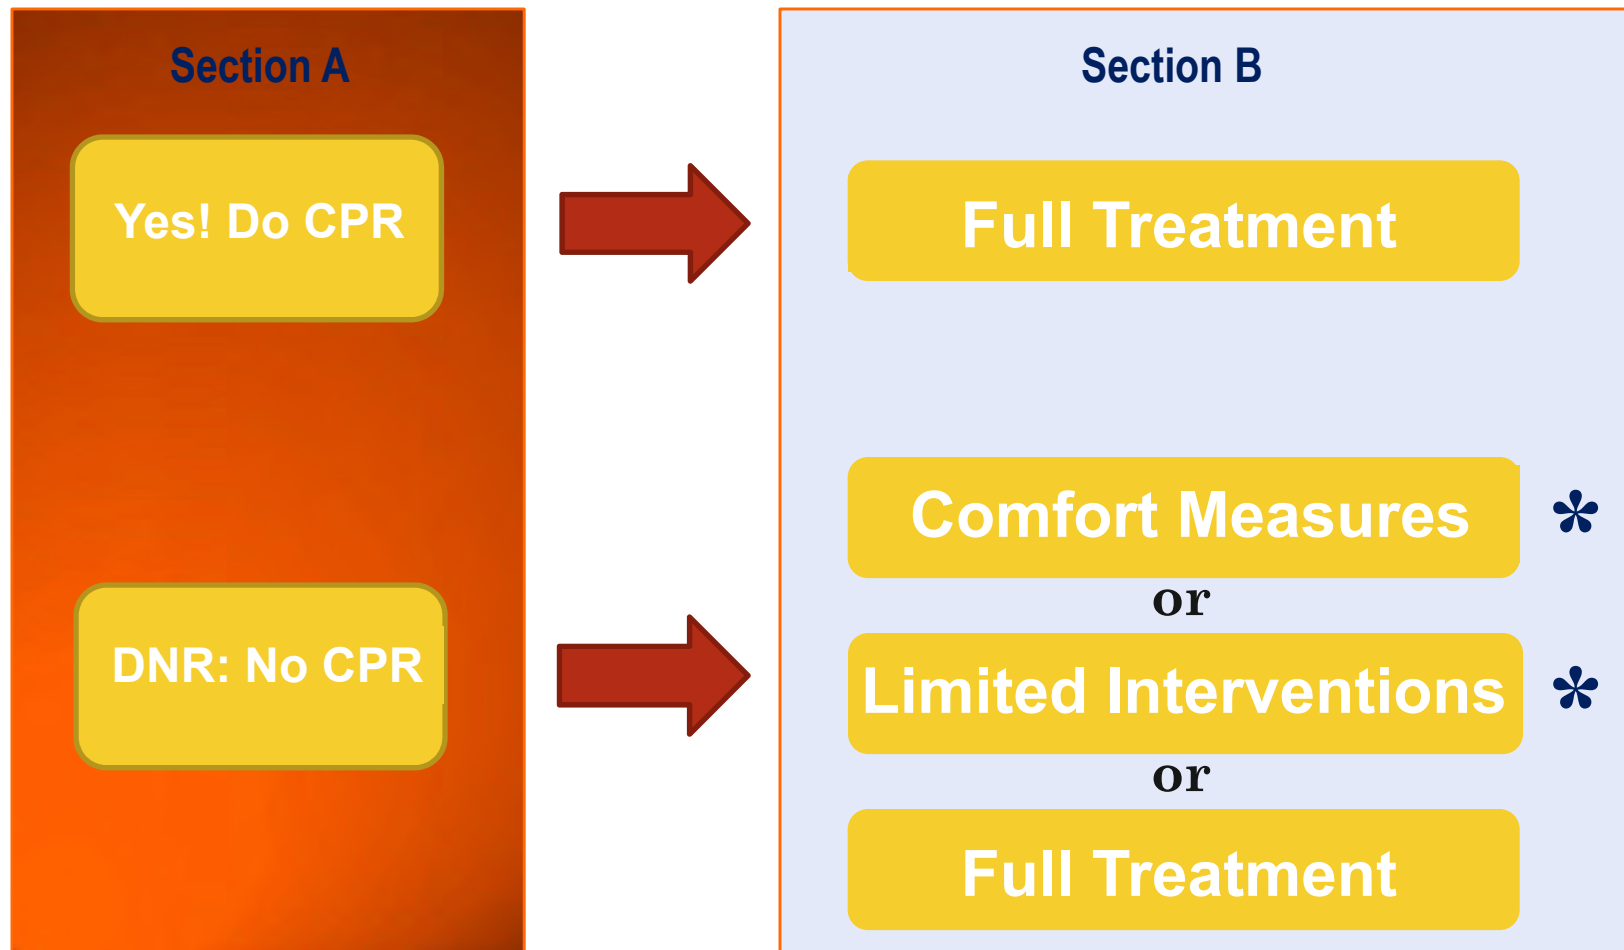 Section A
Yes! Do CPR
DNR: No CPR
Section B
Full Treatment
Comfort Measures *
or
Limited Interventions *
or
Full Treatment